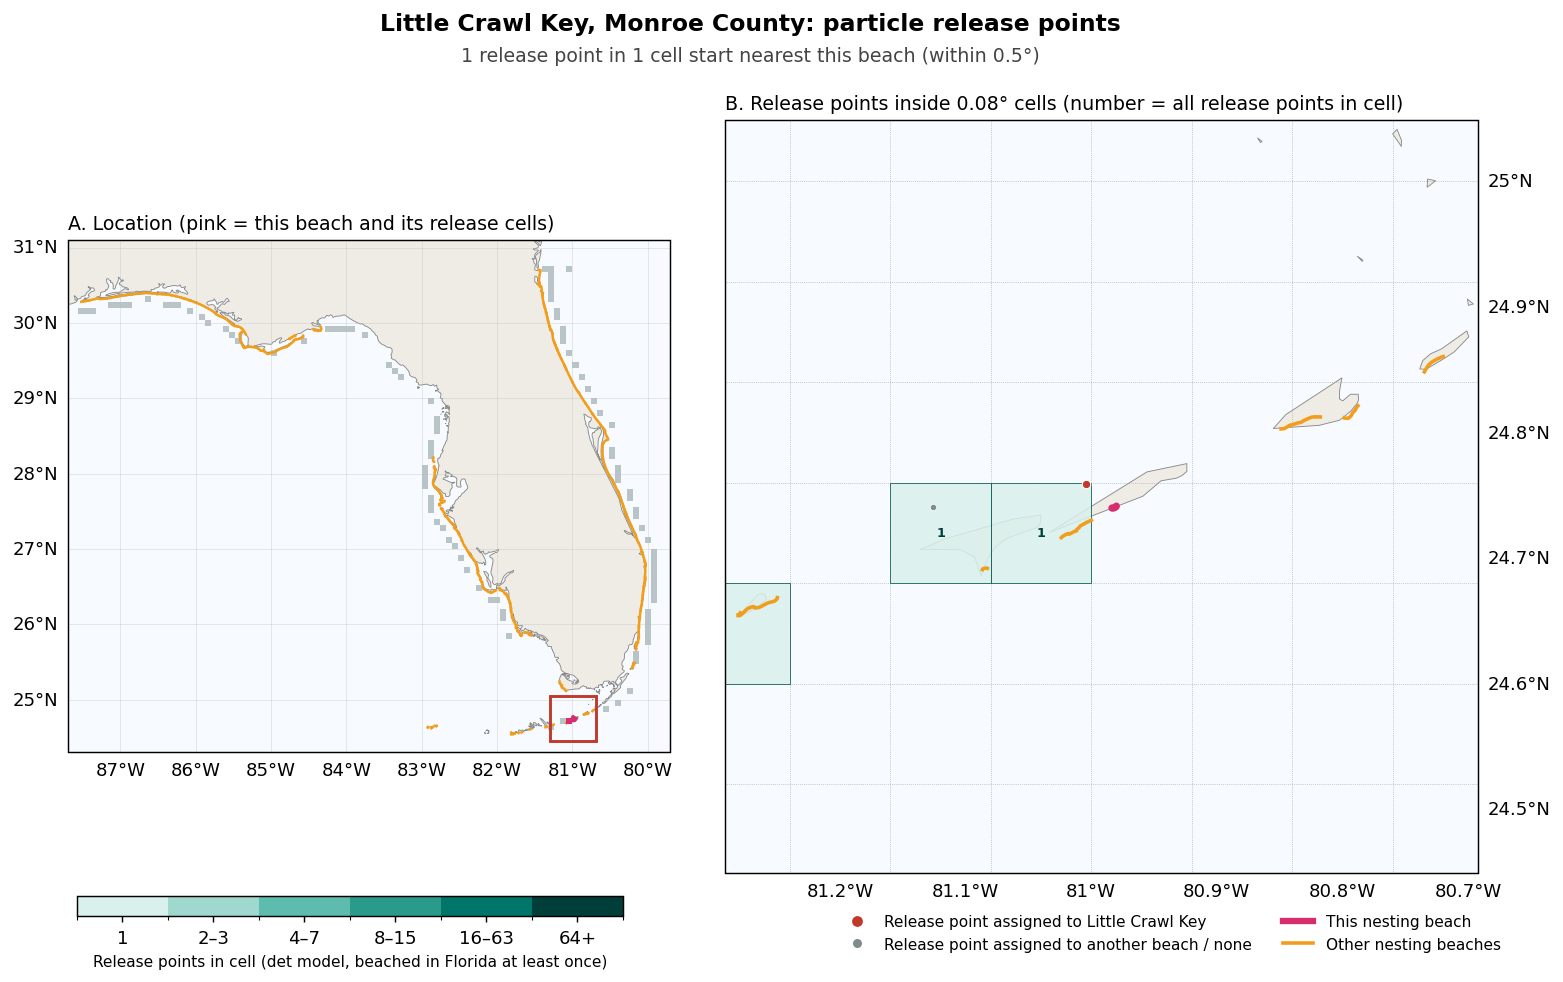 Little Crawl Key, Monroe County: particle release points
1 release point in 1 cell start nearest this beach (within 0.5°)
A. Location (pink = this beach and its release cells)
31°N
30°N
29°N
28°N
27°N
26°N
25°N
87°W 86°W 85°W 84°W 83°W 82°W 81°W 80°W
1 2–3 4–7 8–15 16–63 64+
Release points in cell (det model, beached in Florida at least once)
B. Release points inside 0.08° cells (number = all release points in cell)
25°N
24.9°N
24.8°N
24.7°N
24.6°N
24.5°N
1 1
81.2°W 81.1°W 81°W 80.9°W 80.8°W 80.7°W
Release point assigned to Little Crawl Key
Release point assigned to another beach / none
This nesting beach
Other nesting beaches